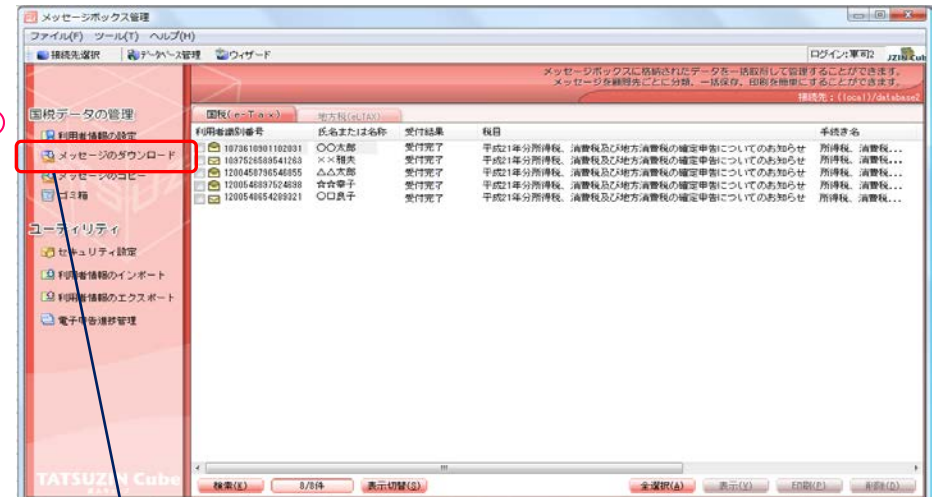 メッセージボックス管理
ファイル(F) ツール(T) ヘルプ(H)
接続先選択 データベース管理 ウィザード ログイン:軍司2
メッセージボックスに格納されたデータを一括取得して管理することができます。
メッセージを顧問先ごとに分類、一括保存、印刷を簡単にすることができます。
接続先:(local)/database2
国税データの管理
利用者情報の設定
メッセージのダウンロード
メッセージのコピー
ゴミ箱
ユーティリティ
セキュリティ設定
利用者情報のインポート
利用者情報のエクスポート
電子申告進捗管理
国税(e-Tax) 地方税(eLTAX)
利用者識別番号 氏名または名称 受付結果 税目 手続き名
1073610901102031 〇〇太郎 受付完了 平成21年分所得税、消費税及び地方消費税の確定申告についてのお知らせ 所得税、消費税...
1097526589541263 ××雅夫 受付完了 平成21年分所得税、消費税及び地方消費税の確定申告についてのお知らせ 所得税、消費税...
1200458796546855 △△太郎 受付完了 平成21年分所得税、消費税及び地方消費税の確定申告についてのお知らせ 所得税、消費税...
1200546897524698 ☆☆幸子 受付完了 平成21年分所得税、消費税及び地方消費税の確定申告についてのお知らせ 所得税、消費税...
1200548654289321 〇口良子 受付完了 平成21年分所得税、消費税及び地方消費税の確定申告についてのお知らせ 所得税、消費税...
TATSUZIN Cube
検索(E) 8/8件 表示切替(S) 全選択(A) 表示(V) 印刷(P) 削除(D)